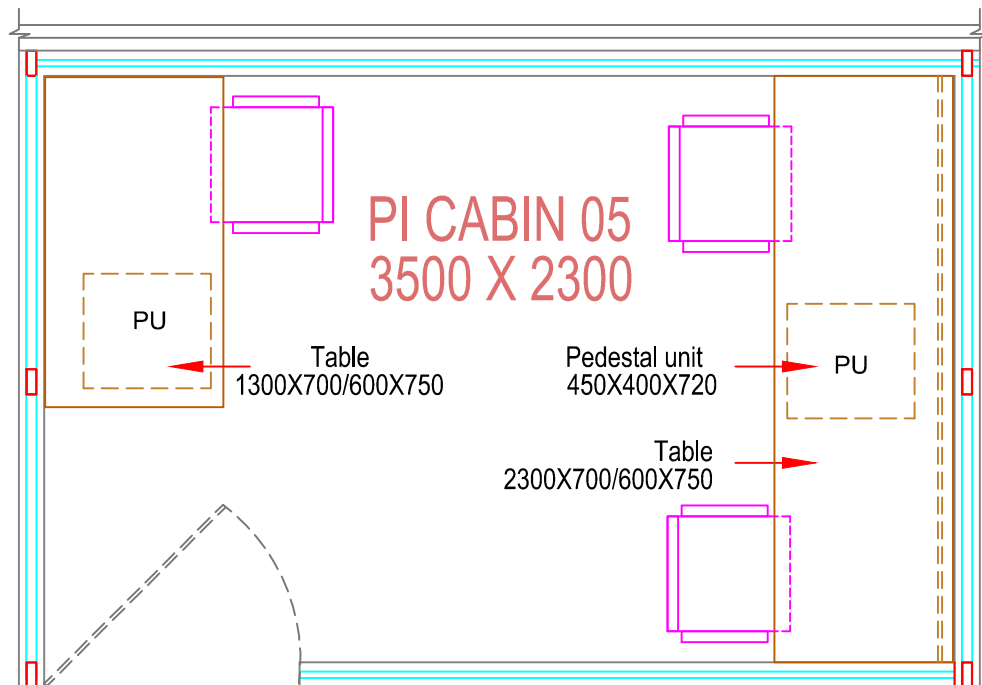 PI CABIN 05
3500 X 2300
PU
Table
1300X700/600X750
Pedestal unit
450X400X720
PU
Table
2300X700/600X750